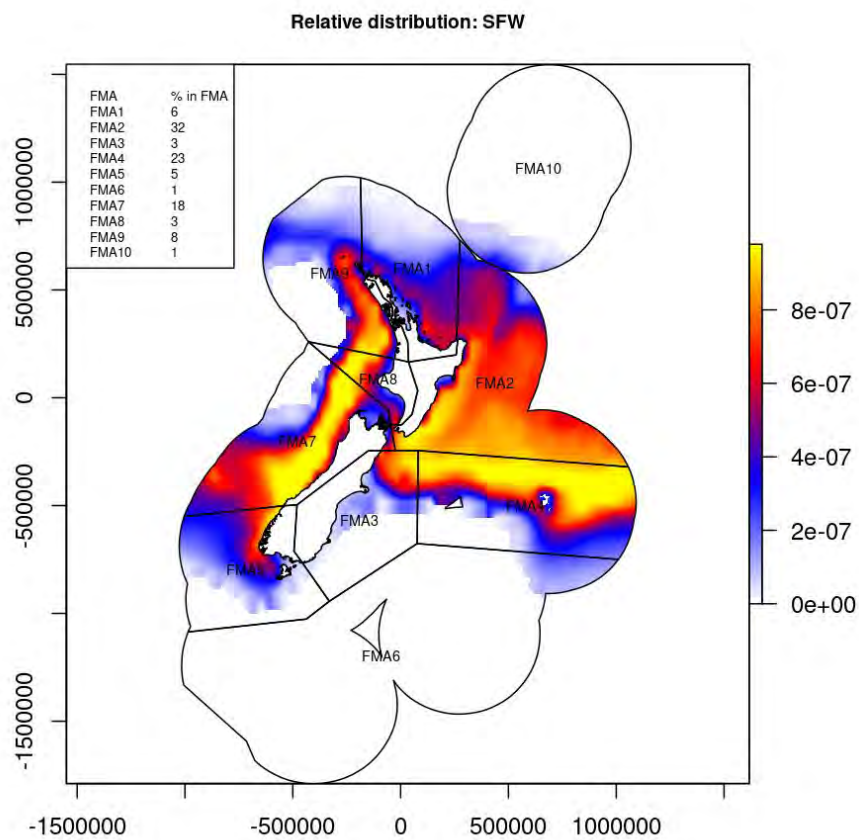 Relative distribution: SFW
FMA % in FMA
FMA1 6
FMA2 32
FMA3 3
FMA4 23
FMA5 5
FMA6 1
FMA7 18
FMA8 3
FMA9 8
FMA10 1
FMA10
FMA9
FMA1
FMA8
FMA2
FMA7
FMA4
FMA3
FMA5
FMA6
1000000
500000
0
-500000
-1500000
-1500000 -500000 0 500000 1000000
8e-07
6e-07
4e-07
2e-07
0e+00